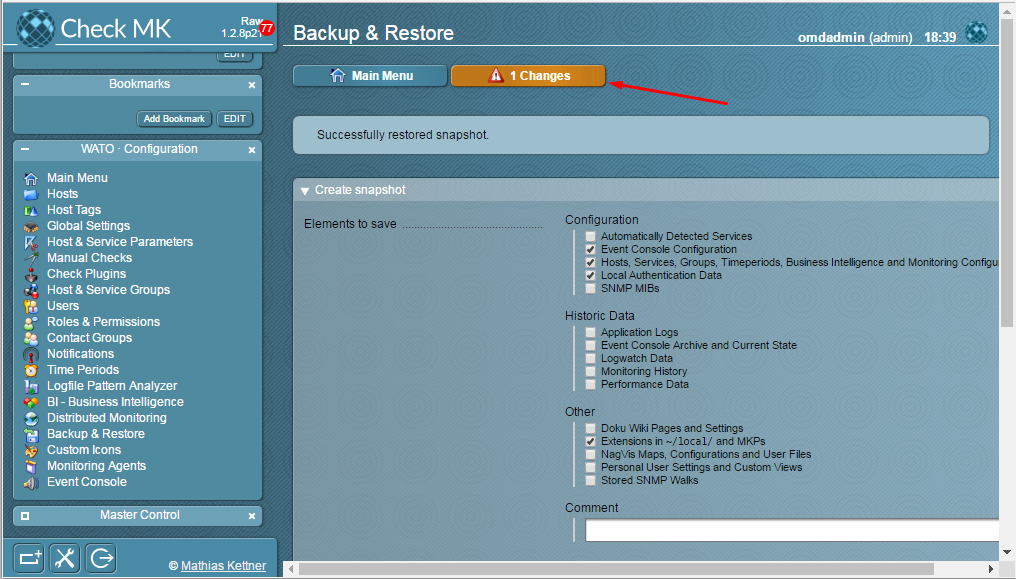 Check MK
Raw
1.2.8p21
77
EDIT
Bookmarks
Add Bookmark
EDIT
WATO · Configuration
Main Menu
Hosts
Host Tags
Global Settings
Host & Service Parameters
Manual Checks
Check Plugins
Host & Service Groups
Users
Roles & Permissions
Contact Groups
Notifications
Time Periods
Logfile Pattern Analyzer
BI - Business Intelligence
Distributed Monitoring
Backup & Restore
Custom Icons
Monitoring Agents
Event Console
Master Control
© Mathias Kettner
Backup & Restore
omdadmin (admin) 18:39
Main Menu
1 Changes
Successfully restored snapshot.
Create snapshot
Elements to save
Configuration
Automatically Detected Services
Event Console Configuration
Hosts, Services, Groups, Timeperiods, Business Intelligence and Monitoring Configu
Local Authentication Data
SNMP MIBs
Historic Data
Application Logs
Event Console Archive and Current State
Logwatch Data
Monitoring History
Performance Data
Other
Doku Wiki Pages and Settings
Extensions in ~/local/ and MKPs
NagVis Maps, Configurations and User Files
Personal User Settings and Custom Views
Stored SNMP Walks
Comment